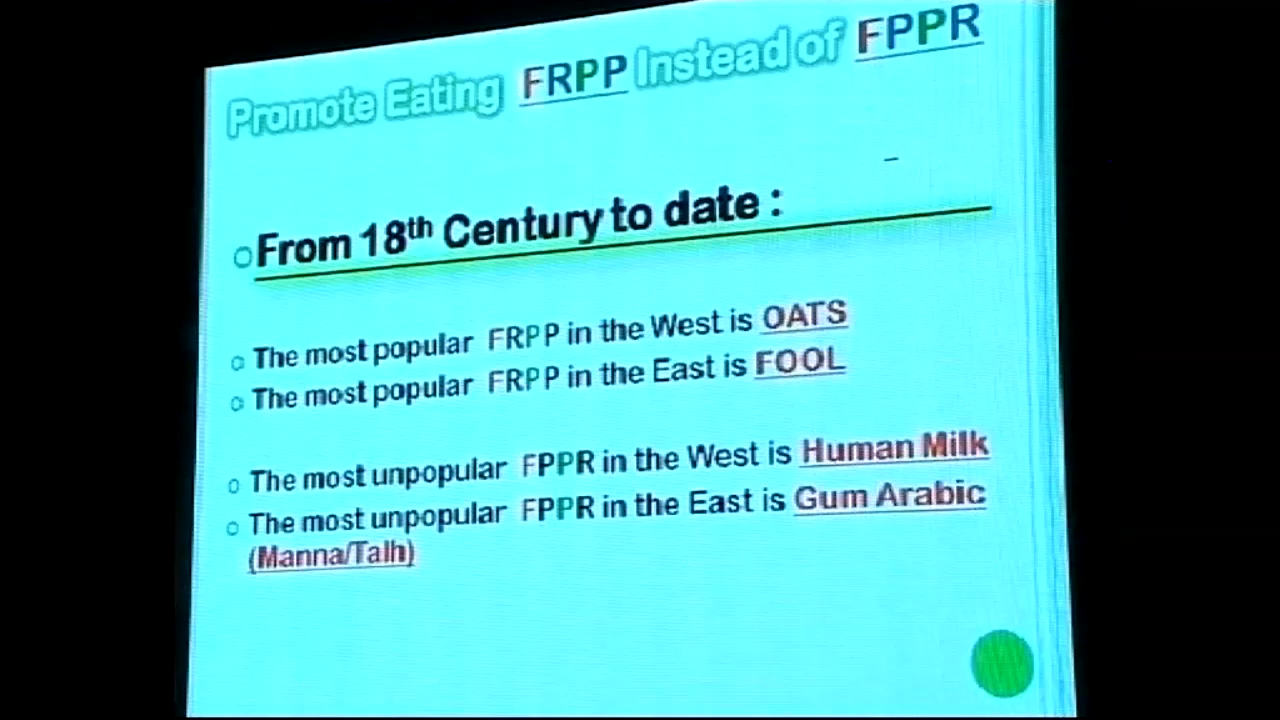 Promote Eating FRPP Instead of FPPR
From 18th Century to date :
The most popular FRPP in the West is OATS
The most popular FRPP in the East is FOOL
The most unpopular FPPR in the West is Human Milk
The most unpopular FPPR in the East is Gum Arabic
(Manna/Talh)